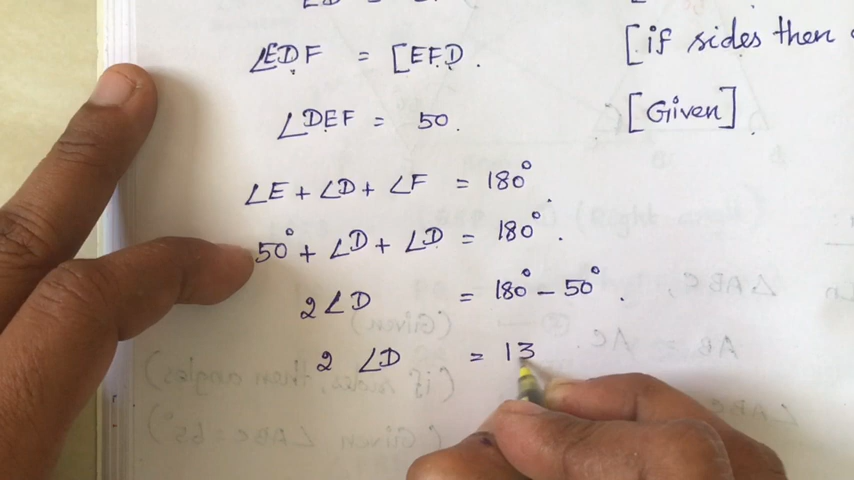 ∠EDF = [EFD. [if sides then
∠DEF = 50. [Given].
∠E + ∠D + ∠F = 180°.
50° + ∠D + ∠D = 180°.
2∠D = 180° - 50°.
2 ∠D = 13